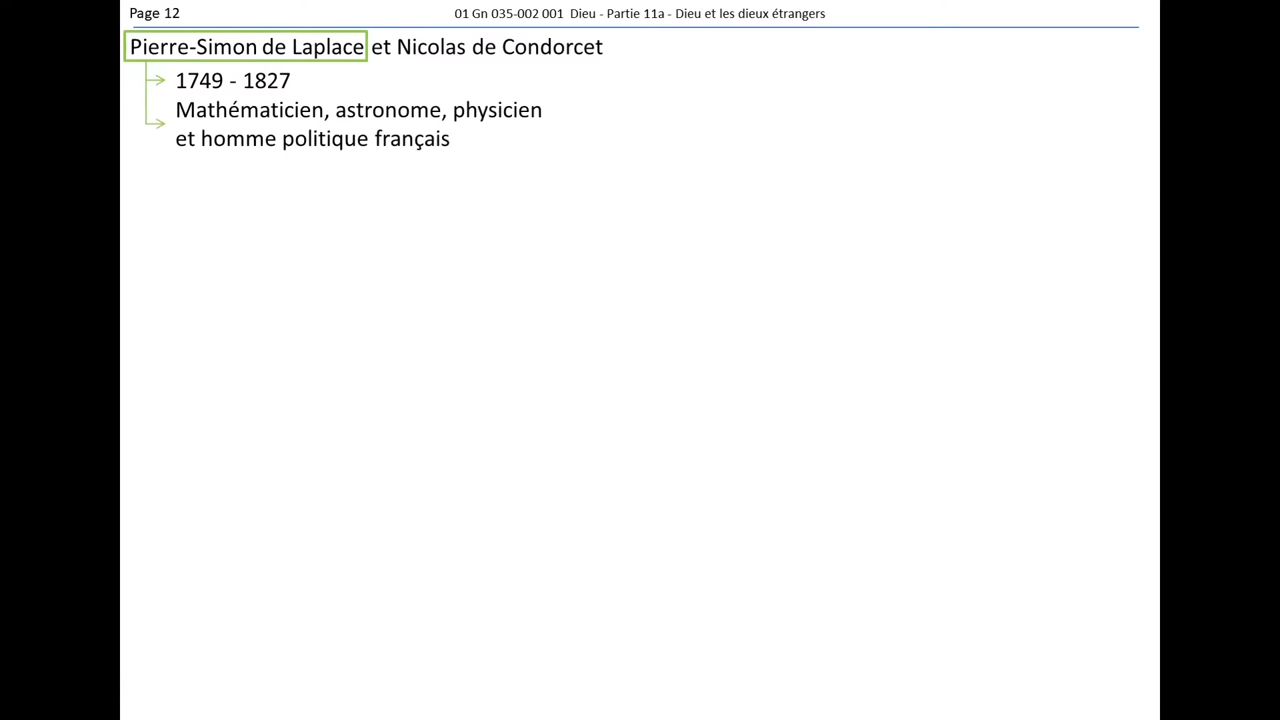 Page 12
01 Gn 035-002 001  Dieu - Partie 11a - Dieu et les dieux étrangers
Pierre-Simon de Laplace et Nicolas de Condorcet
1749 - 1827
Mathématicien, astronome, physicien
et homme politique français